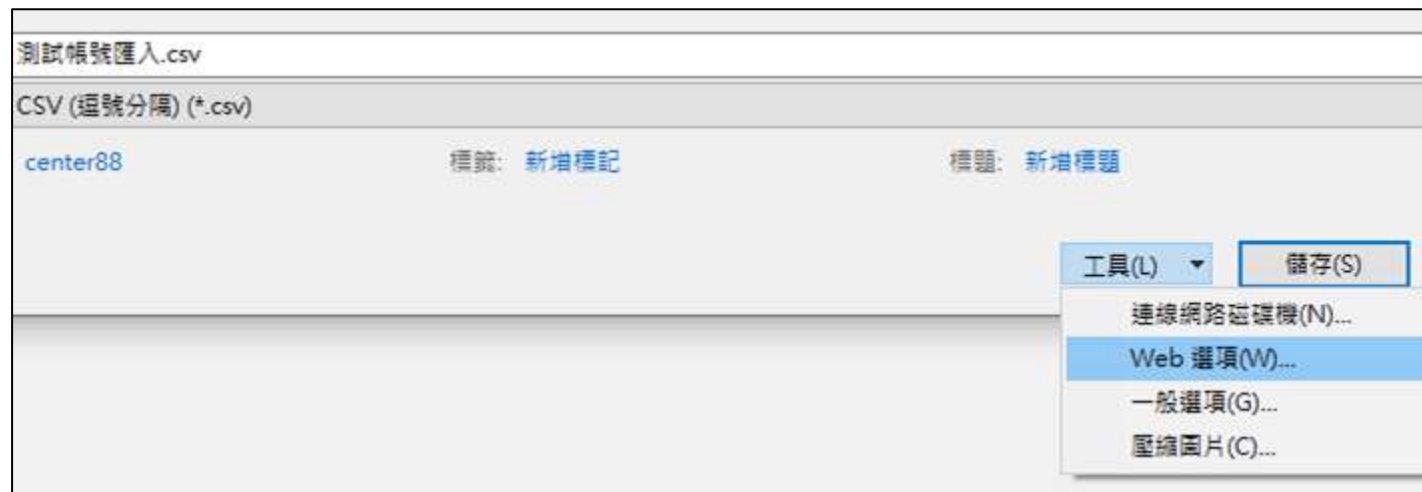 測試帳號匯入.csv
CSV (逗號分隔) (*.csv)
center88 標籤: 新增標記 標題: 新增標題
工具(L) 儲存(S)
連線網路磁碟機(N)...
Web 選項(W)...
一般選項(G)...
壓縮圖片(C)...